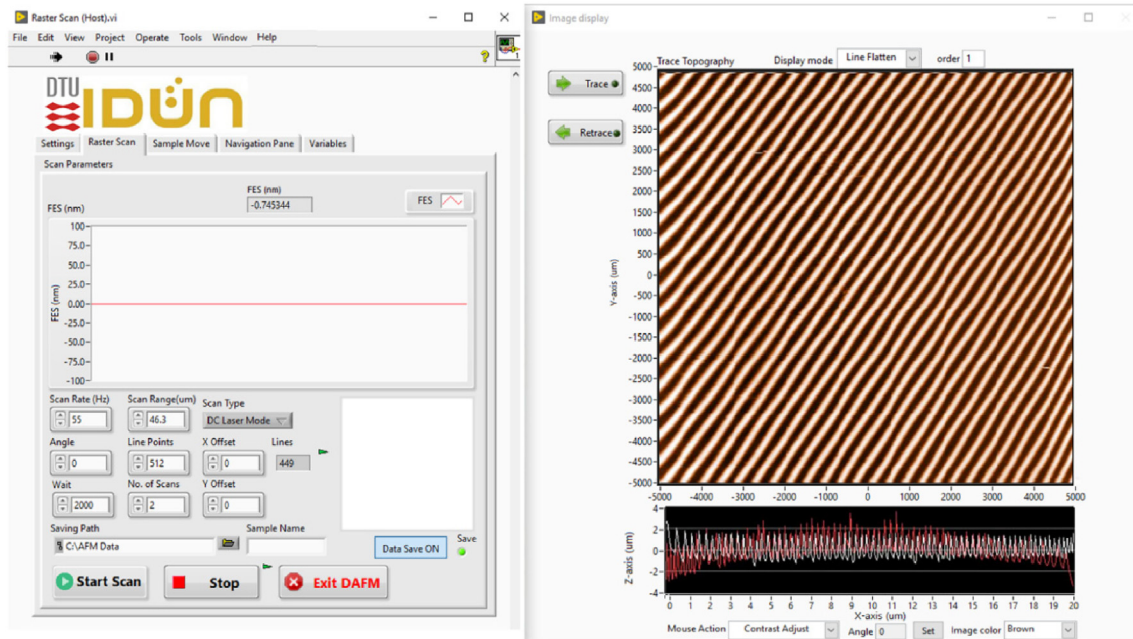 Raster Scan (Host).vi
File Edit View Project Operate Tools Window Help
DTU
IDUN
Settings Raster Scan Sample Move Navigation Pane Variables
Scan Parameters
FES (nm)
-0.745344
FES
FES (nm)
100
75.0
50.0
25.0
0.00
-25.0
-50.0
-75.0
-100
FES (nm)
Scan Rate (Hz) Scan Range(um) Scan Type
55 46.3 DC Laser Mode
Angle Line Points X Offset Lines
0 512 0 449
Wait No. of Scans Y Offset
2000 2 0
Saving Path Sample Name
C:\AFM Data
Data Save ON
Save
Start Scan Stop Exit DAFM
Image display
Trace
Retrace
Trace Topography Display mode Line Flatten order 1
5000
4500
4000
3500
3000
2500
2000
1500
1000
500
0
-500
-1000
-1500
-2000
-2500
-3000
-3500
-4000
-4500
-5000
Y-axis (um)
-5000 -4000 -3000 -2000 -1000 0 1000 2000 3000 4000 5000
4
2
0
-2
-4
Z-axis (um)
0 1 2 3 4 5 6 7 8 9 10 11 12 13 14 15 16 17 18 19 20
X-axis (um)
Mouse Action Contrast Adjust Angle 0 Set Image color Brown